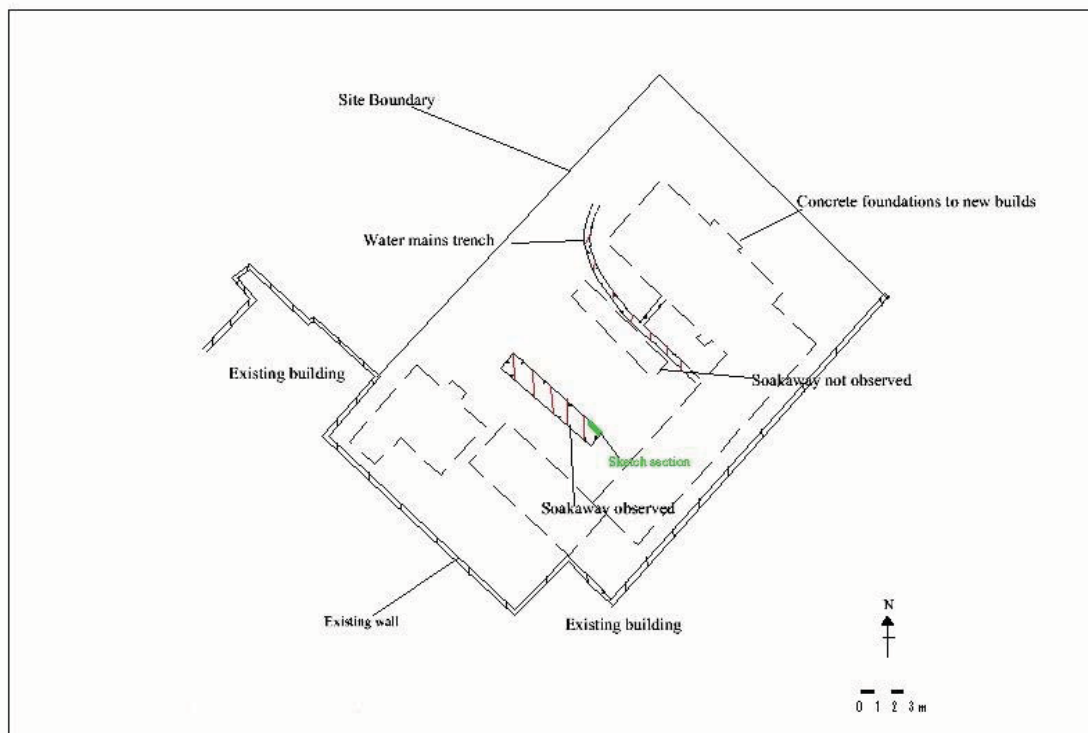 Site Boundary
Concrete foundations to new builds
Water mains trench
Existing building
Soakaway not observed
Sketch section
Soakaway observed
Existing wall
Existing building
N
0 1 2 3 m